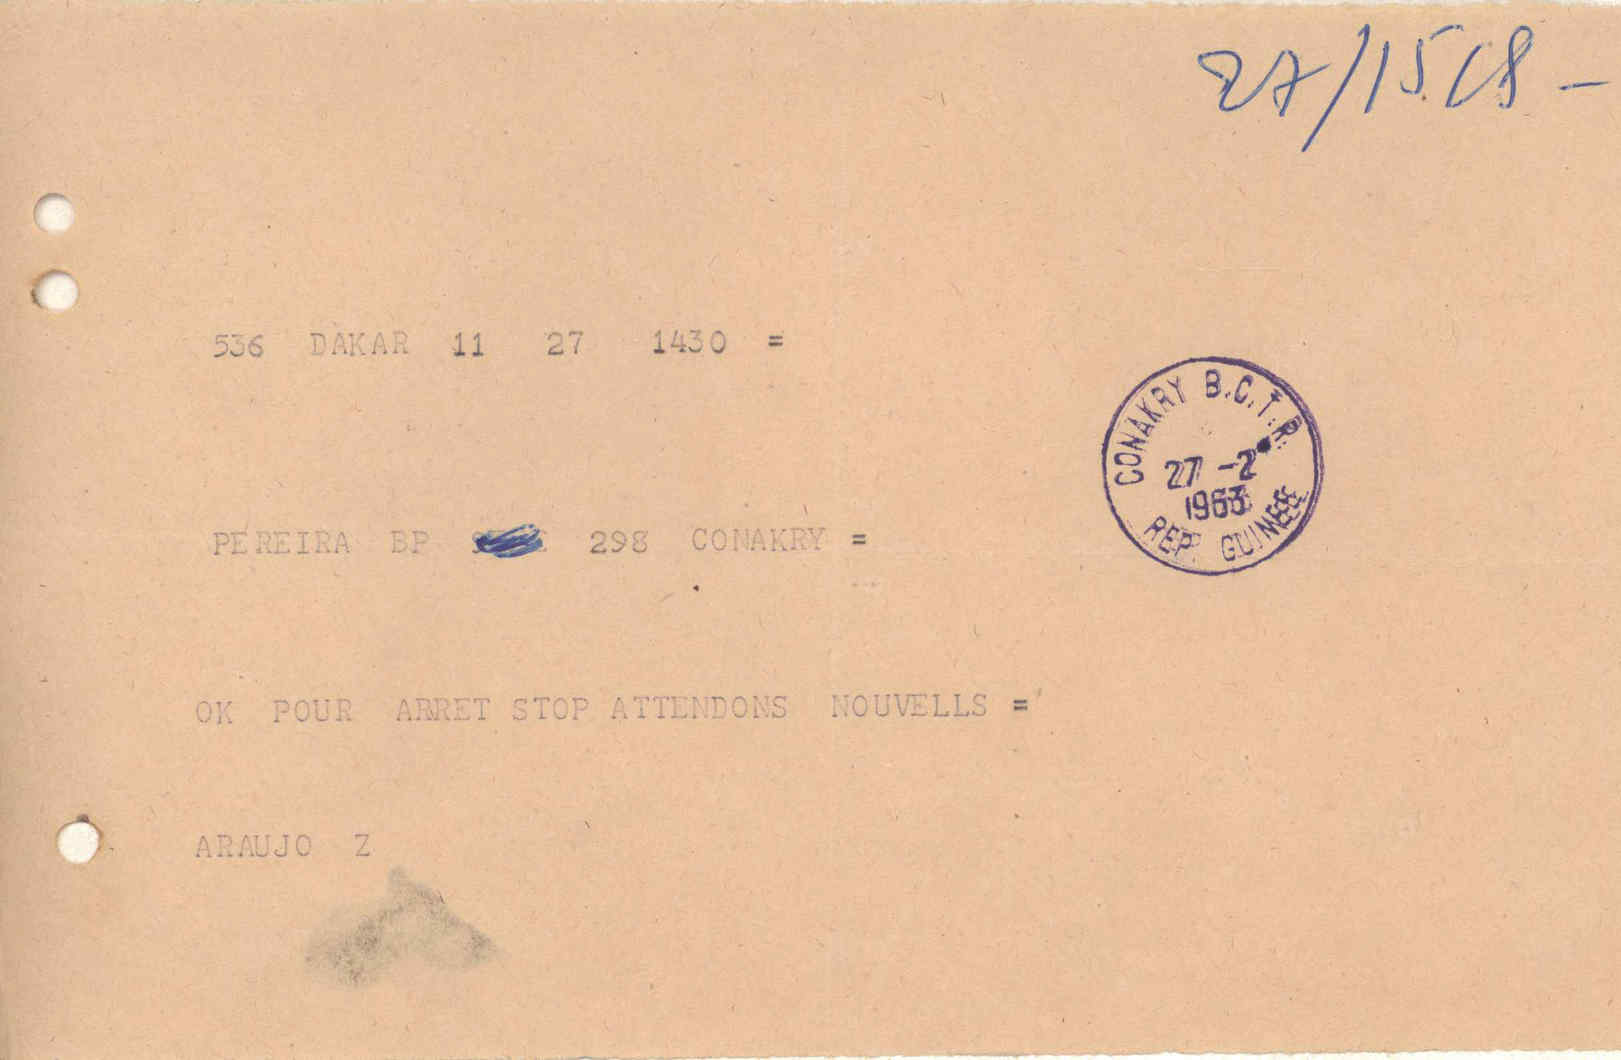 27/1518 -
536 DAKAR 11 27 1430 =
CONAKRY B.C.T.R.
27 -2
1963
REP. GUINEE
PEREIRA BP 298 CONAKRY =
OK POUR ARRET STOP ATTENDONS NOUVELLS =
ARAUJO Z